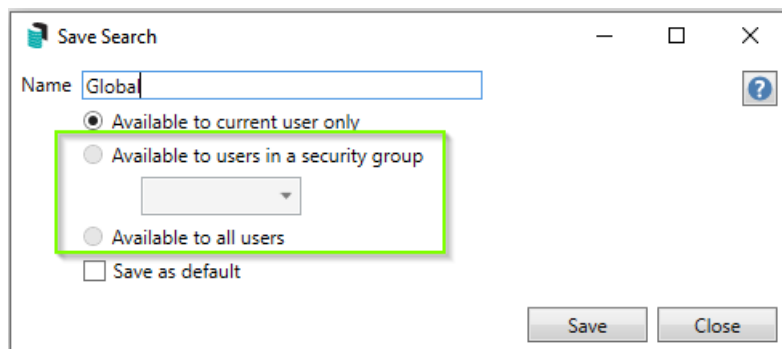 Save Search
Name Global
Available to current user only
Available to users in a security group
Available to all users
Save as default
Save Close